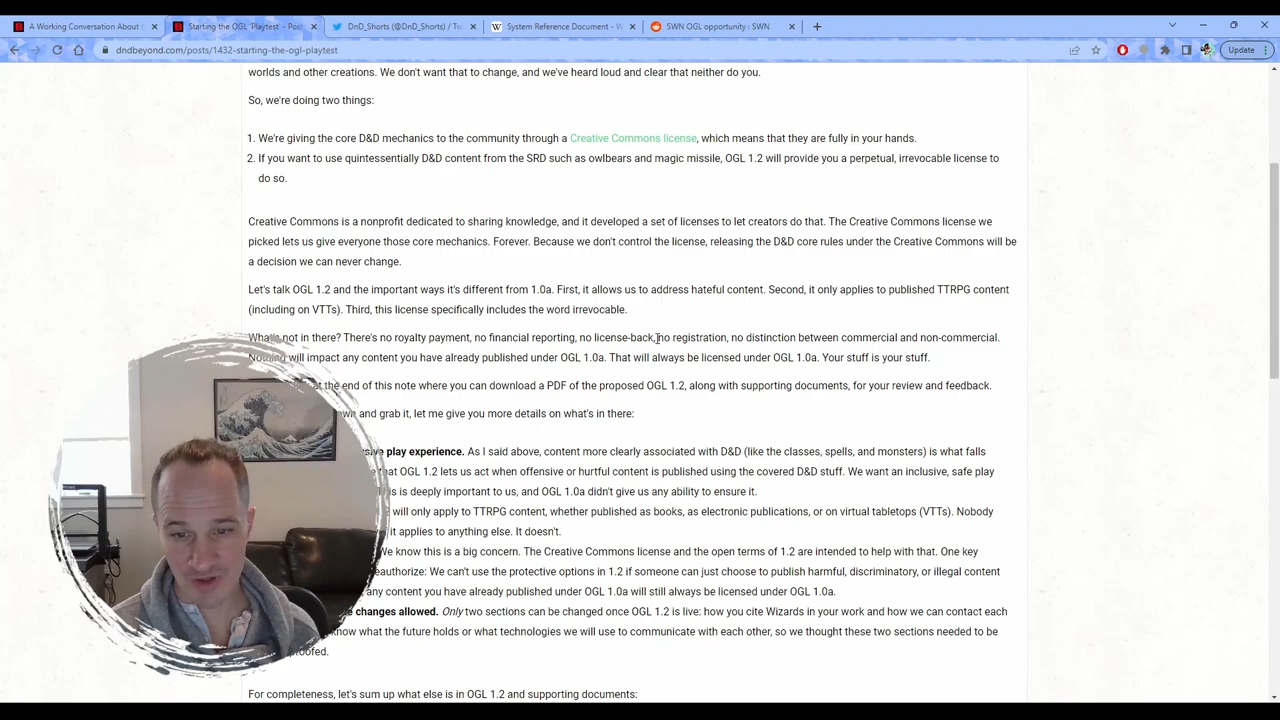 A Working Conversation About t
Starting the OGL 'Playtest' - Post
DnD_Shorts (@DnD_Shorts) / Tw
System Reference Document - W
SWN OGL opportunity : SWN
dndbeyond.com/posts/1432-starting-the-ogl-playtest
Update
worlds and other creations. We don't want that to change, and we've heard loud and clear that neither do you.
So, we're doing two things:
1. We're giving the core D&D mechanics to the community through a Creative Commons license, which means that they are fully in your hands.
2. If you want to use quintessentially D&D content from the SRD such as owlbears and magic missile, OGL 1.2 will provide you a perpetual, irrevocable license to
do so.
Creative Commons is a nonprofit dedicated to sharing knowledge, and it developed a set of licenses to let creators do that. The Creative Commons license we
picked lets us give everyone those core mechanics. Forever. Because we don't control the license, releasing the D&D core rules under the Creative Commons will be
a decision we can never change.
Let's talk OGL 1.2 and the important ways it's different from 1.0a. First, it allows us to address hateful content. Second, it only applies to published TTRPG content
(including on VTTs). Third, this license specifically includes the word irrevocable.
What's not in there? There's no royalty payment, no financial reporting, no license-back, no registration, no distinction between commercial and non-commercial.
Nothing will impact any content you have already published under OGL 1.0a. That will always be licensed under OGL 1.0a. Your stuff is your stuff.
at the end of this note where you can download a PDF of the proposed OGL 1.2, along with supporting documents, for your review and feedback.
wn and grab it, let me give you more details on what's in there:
sive play experience. As I said above, content more clearly associated with D&D (like the classes, spells, and monsters) is what falls
that OGL 1.2 lets us act when offensive or hurtful content is published using the covered D&D stuff. We want an inclusive, safe play
is is deeply important to us, and OGL 1.0a didn't give us any ability to ensure it.
will only apply to TTRPG content, whether published as books, as electronic publications, or on virtual tabletops (VTTs). Nobody
it applies to anything else. It doesn't.
We know this is a big concern. The Creative Commons license and the open terms of 1.2 are intended to help with that. One key
eauthorize: We can't use the protective options in 1.2 if someone can just choose to publish harmful, discriminatory, or illegal content
any content you have already published under OGL 1.0a will still always be licensed under OGL 1.0a.
e changes allowed. Only two sections can be changed once OGL 1.2 is live: how you cite Wizards in your work and how we can contact each
know what the future holds or what technologies we will use to communicate with each other, so we thought these two sections needed to be
oofed.
For completeness, let's sum up what else is in OGL 1.2 and supporting documents: